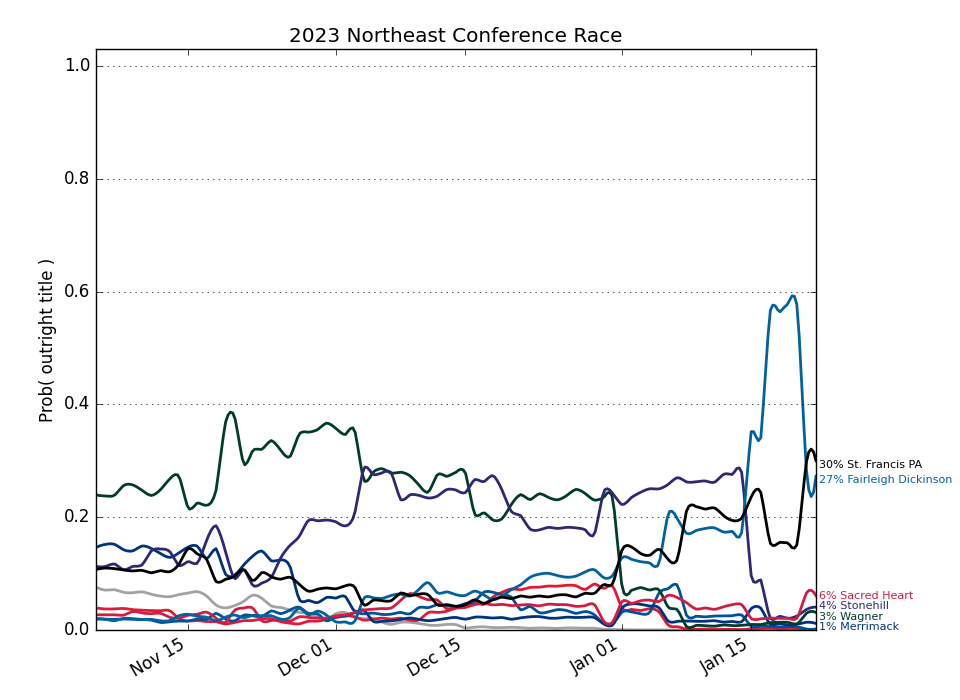 2023 Northeast Conference Race
Prob( outright title )
1.0
0.8
0.6
0.4
0.2
0.0
30% St. Francis PA
27% Fairleigh Dickinson
6% Sacred Heart
4% Stonehill
3% Wagner
1% Merrimack
Nov 15
Dec 01
Dec 15
Jan 01
Jan 15